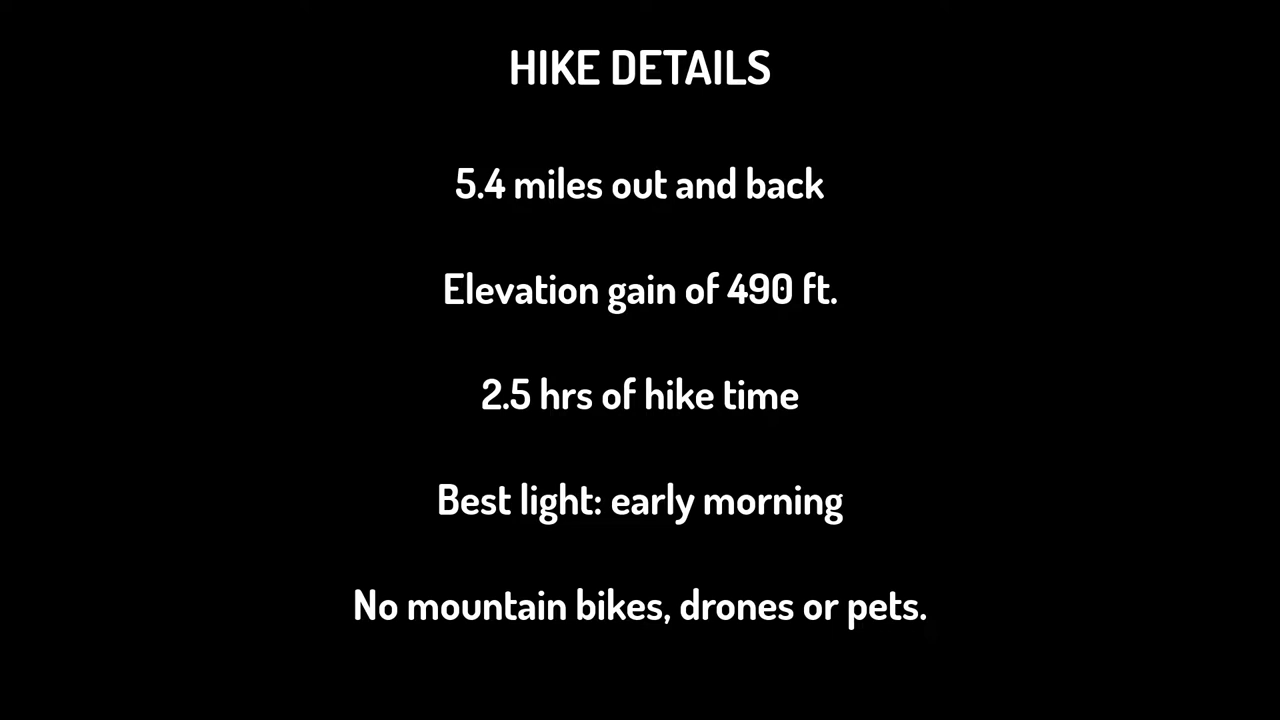 HIKE DETAILS
5.4 miles out and back
Elevation gain of 490 ft.
2.5 hrs of hike time
Best light: early morning
No mountain bikes, drones or pets.